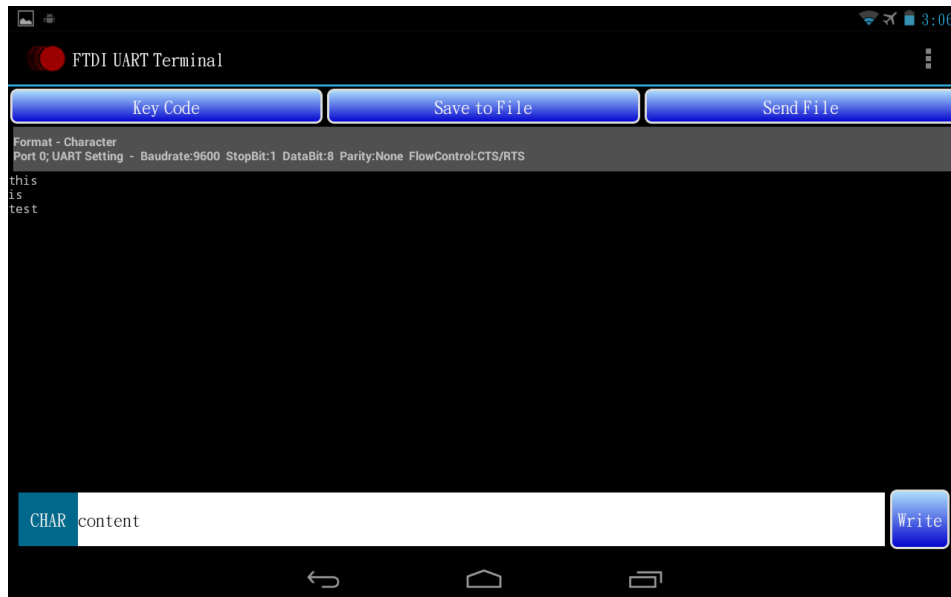 3:06
FTDI UART Terminal
Key Code Save to File Send File
Format - Character
Port 0; UART Setting - Baudrate:9600 StopBit:1 DataBit:8 Parity:None FlowControl:CTS/RTS
this
is
test
CHAR content Write